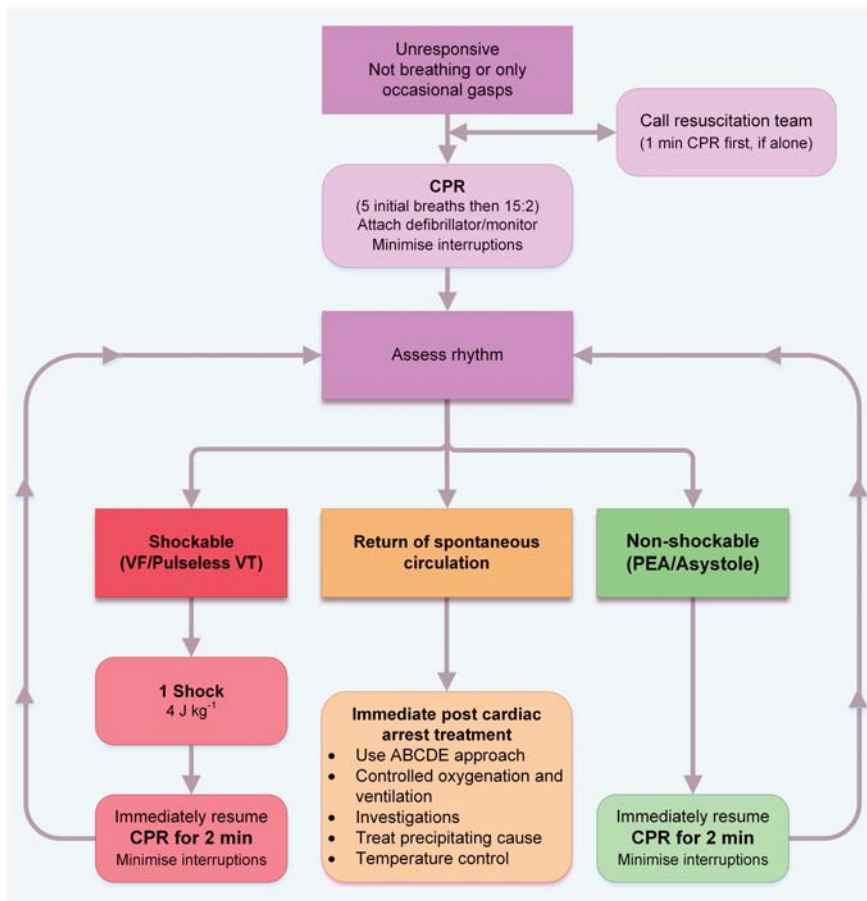 Unresponsive
Not breathing or only
occasional gasps
Call resuscitation team
(1 min CPR first, if alone)
CPR
(5 initial breaths then 15:2)
Attach defibrillator/monitor
Minimise interruptions
Assess rhythm
Shockable
(VF/Pulseless VT)
Return of spontaneous
circulation
Non-shockable
(PEA/Asystole)
1 Shock
4 J kg⁻¹
Immediate post cardiac
arrest treatment
• Use ABCDE approach
• Controlled oxygenation and
ventilation
• Investigations
• Treat precipitating cause
• Temperature control
Immediately resume
CPR for 2 min
Minimise interruptions
Immediately resume
CPR for 2 min
Minimise interruptions